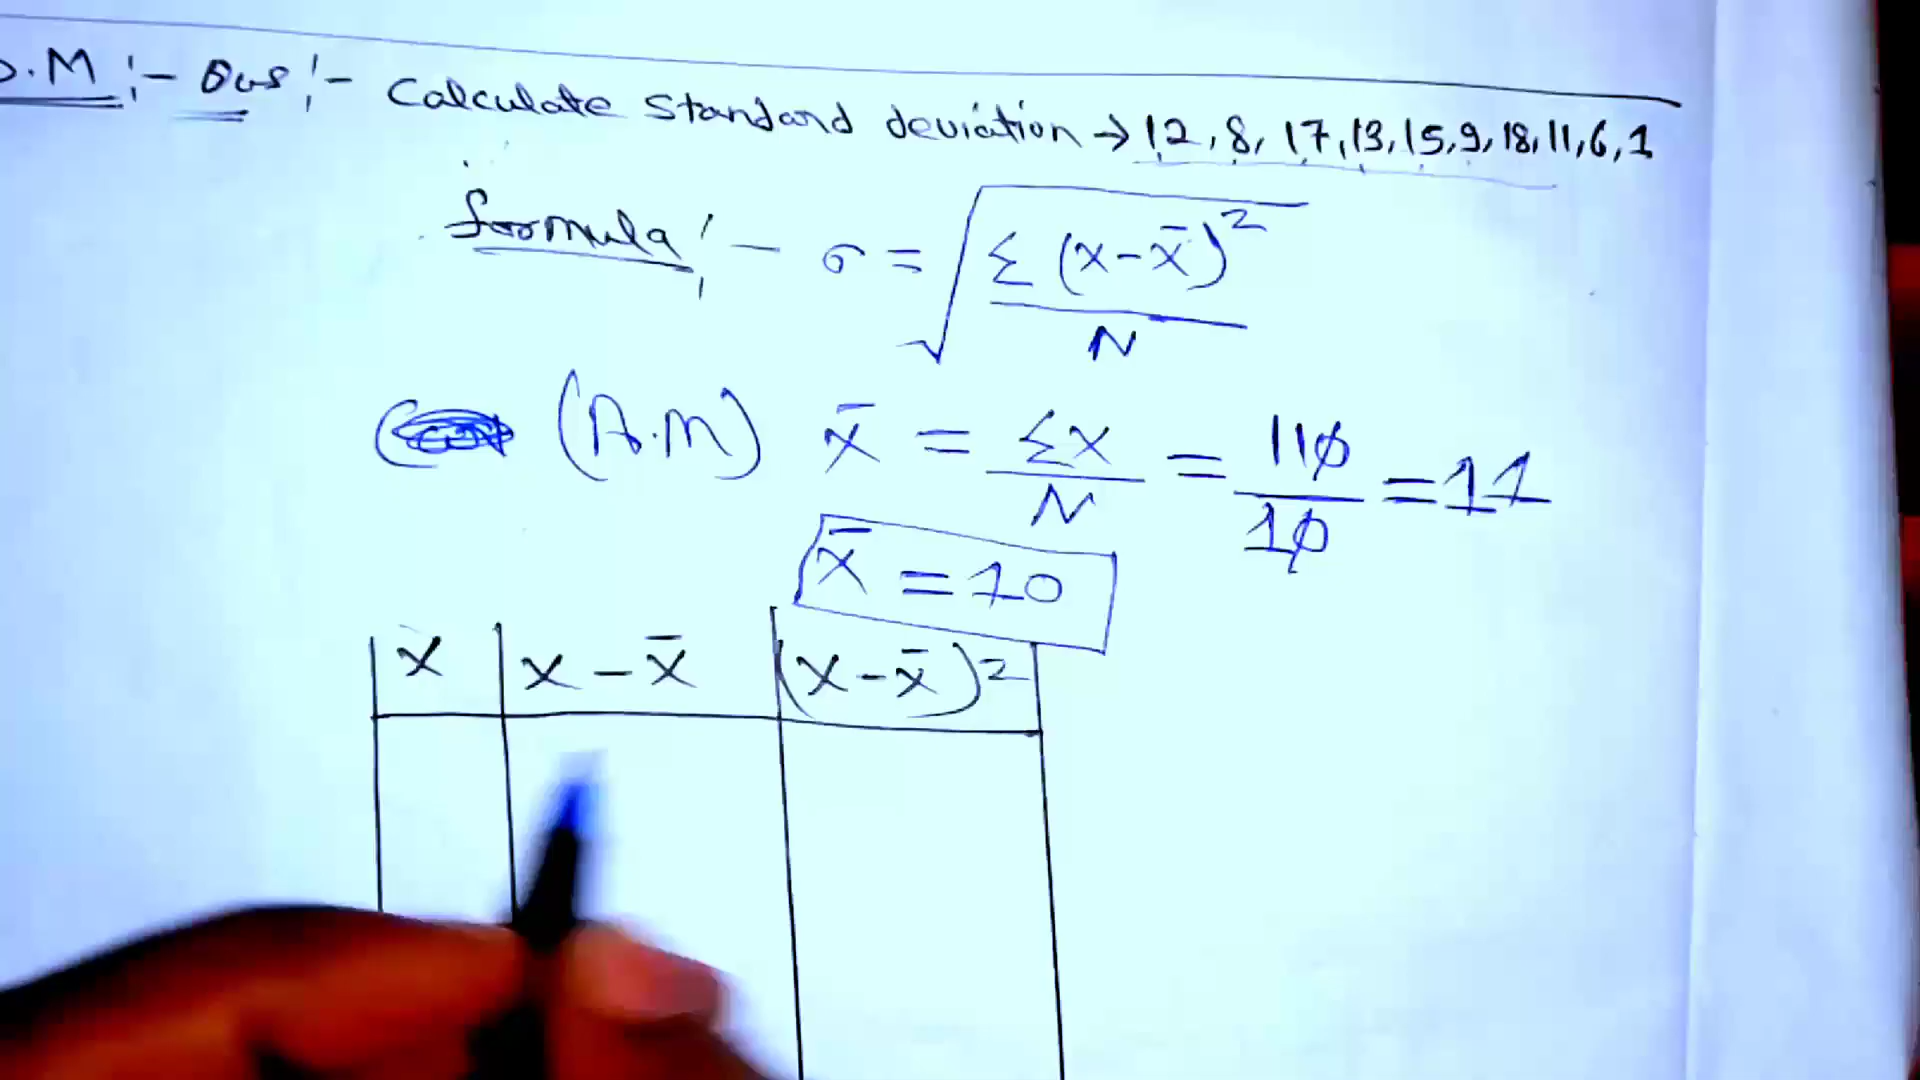 D.M :- Qus :- Calculate standard deviation → 12, 8, 17, 13, 15, 9, 18, 11, 6, 1
formula :- σ = √(Σ(x-x̄)²/N)
(A.M) x̄ = Σx/N = 110/10 = 11
x̄ = 10
x | x - x̄ | (x - x̄)²